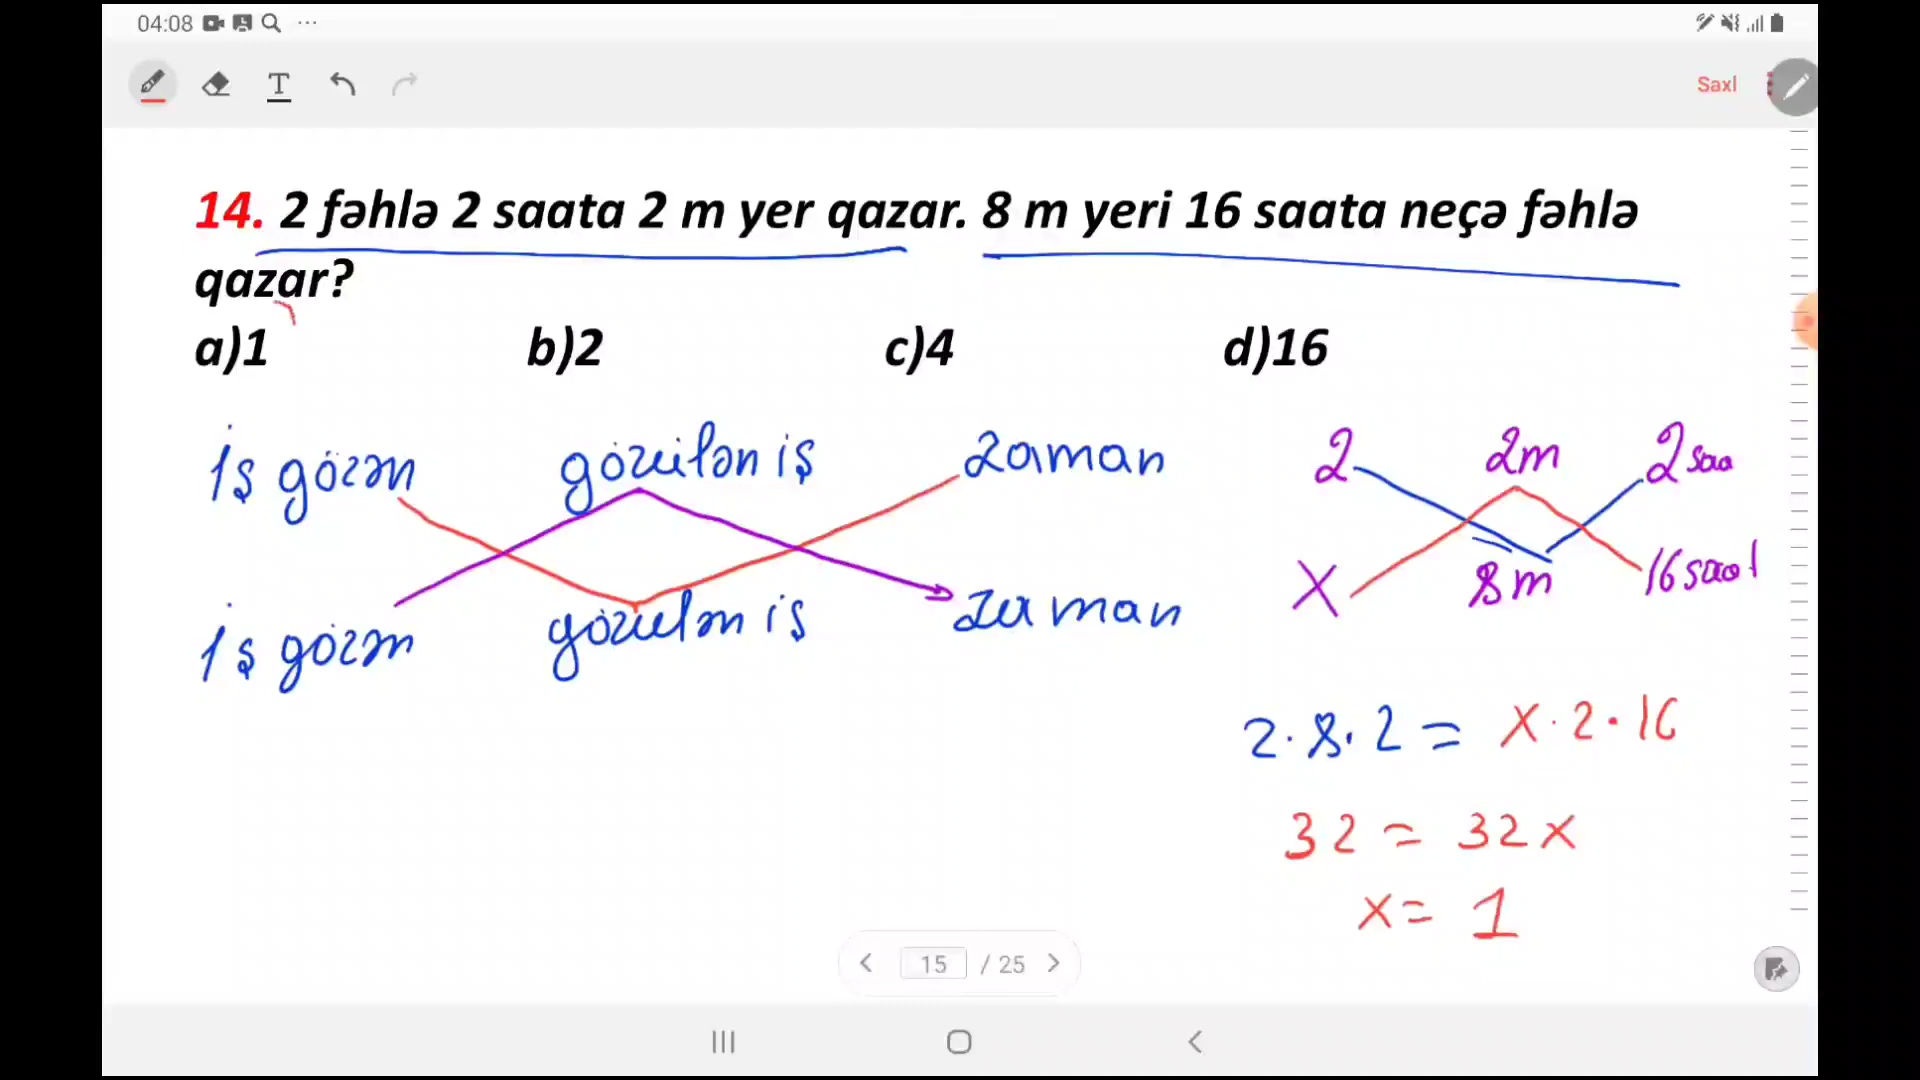 04:08
Saxl
14. 2 fəhlə 2 saata 2 m yer qazar. 8 m yeri 16 saata neçə fəhlə
qazar?
a)1 b)2 c)4 d)16
İş görən görülən iş zaman
İş görən görülən iş zaman
2 2m 2 saa
x 8m 16 saat
2·8·2 = x·2·16
32 = 32x
x = 1
15 / 25